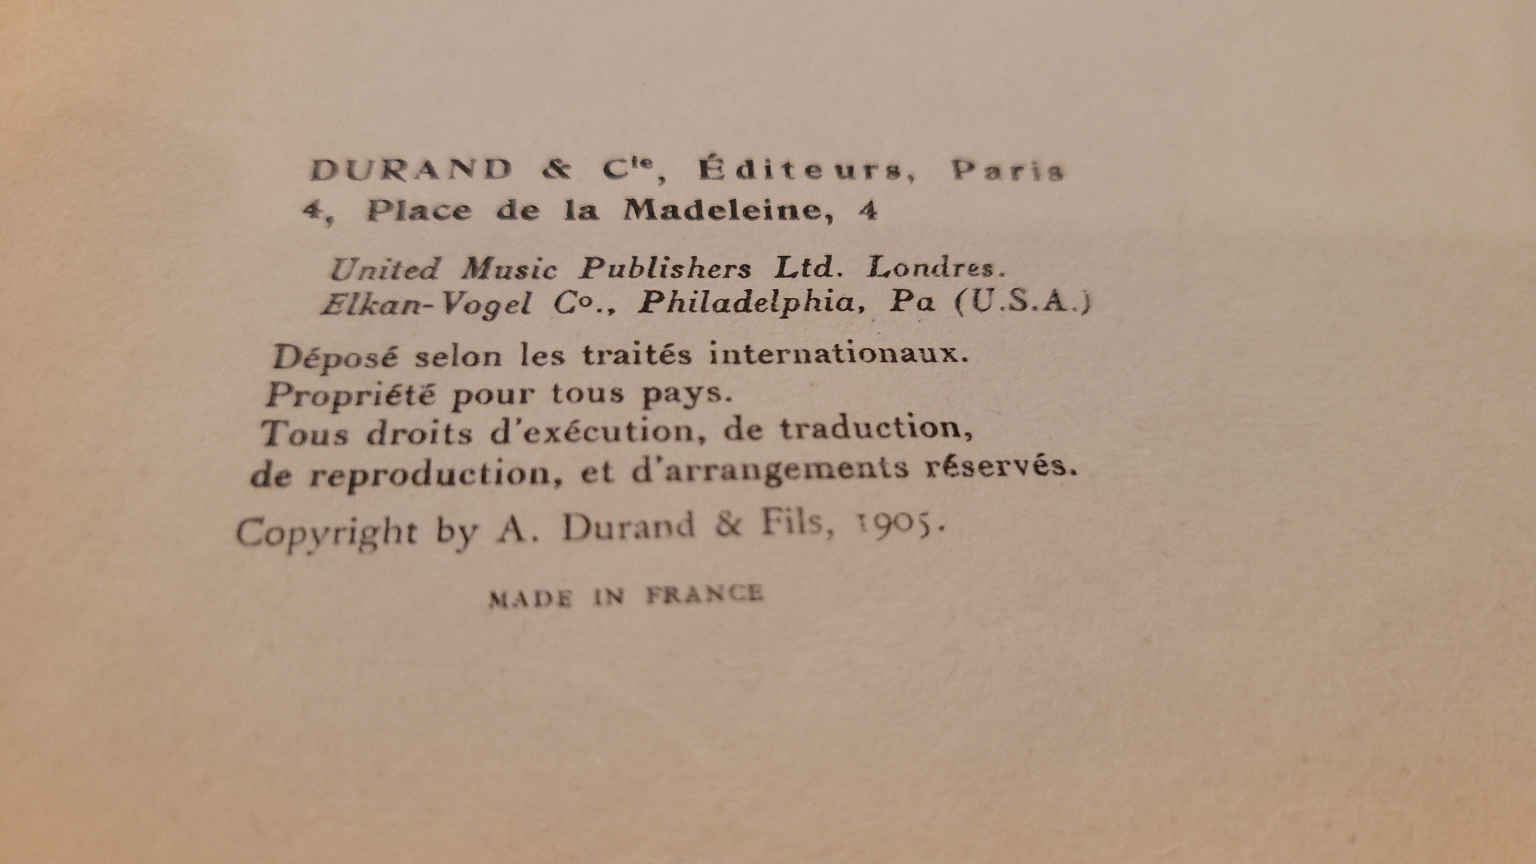 DURAND & Cie, Éditeurs, Paris
4, Place de la Madeleine, 4
United Music Publishers Ltd. Londres.
Elkan-Vogel Co., Philadelphia, Pa (U.S.A.)
Déposé selon les traités internationaux.
Propriété pour tous pays.
Tous droits d'exécution, de traduction,
de reproduction, et d'arrangements réservés.
Copyright by A. Durand & Fils, 1905.
MADE IN FRANCE